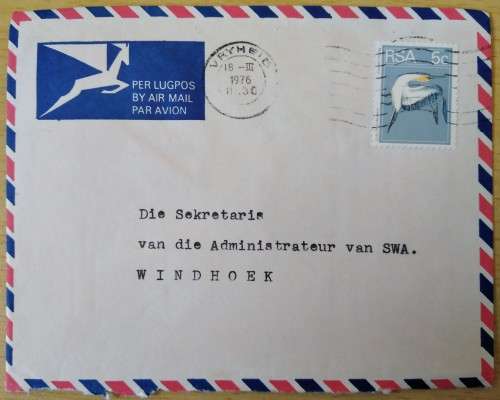 PER LUGPOS
BY AIR MAIL
PAR AVION
VRYHEID
18 -III
1976
RSA 5c
Die Sekretaris
van die Administrateur van SWA.
WINDHOEK